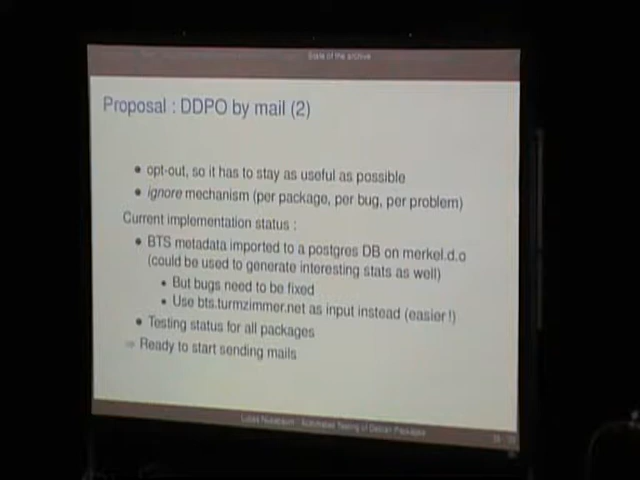 State of the archive
Proposal : DDPO by mail (2)
• opt-out, so it has to stay as useful as possible
• ignore mechanism (per package, per bug, per problem)
Current implementation status :
• BTS metadata imported to a postgres DB on merkel.d.o
(could be used to generate interesting stats as well)
• But bugs need to be fixed
• Use bts.turmzimmer.net as input instead (easier !)
• Testing status for all packages
⇒ Ready to start sending mails
Lucas Nussbaum Automated Testing of Debian Packages